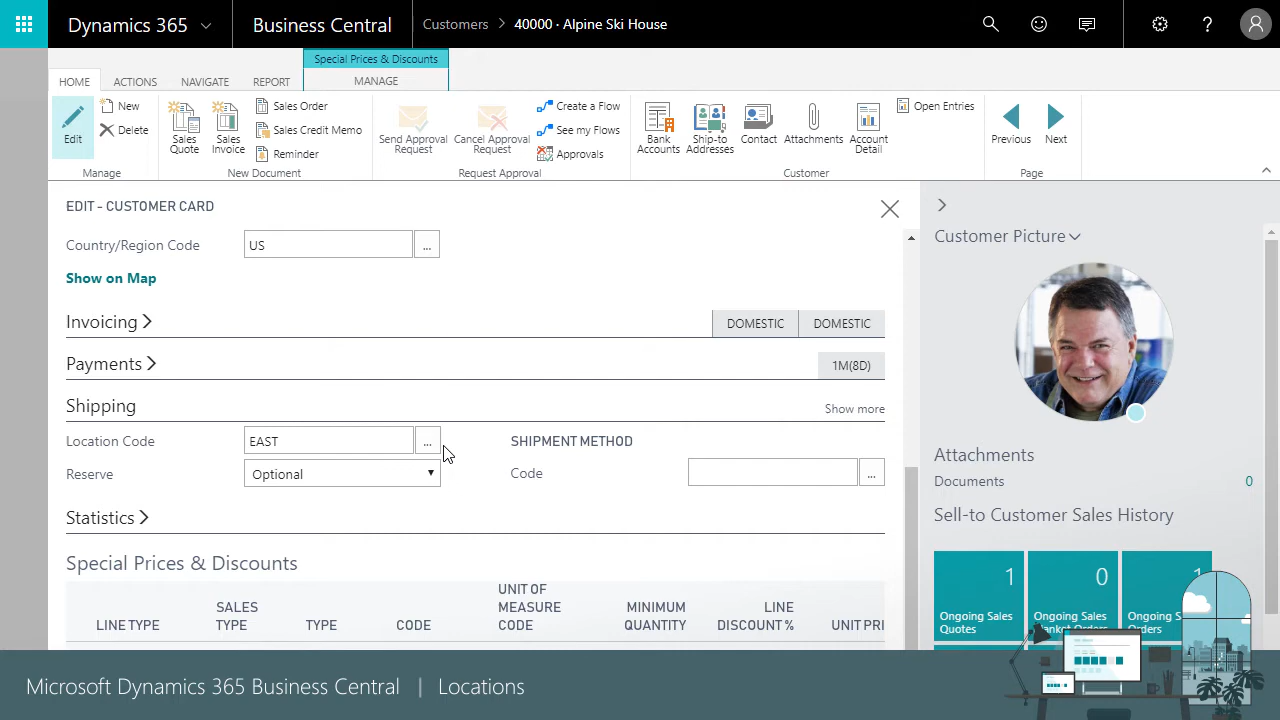 Dynamics 365
Business Central
Customers > 40000 · Alpine Ski House
?
Special Prices & Discounts
HOME
ACTIONS
NAVIGATE
REPORT
MANAGE
Edit
New
Delete
Manage
Sales Quote
Sales Invoice
Sales Order
Sales Credit Memo
Reminder
New Document
Send Approval Request
Cancel Approval Request
Create a Flow
See my Flows
Approvals
Request Approval
Bank Accounts
Ship-to Addresses
Contact
Attachments
Account Detail
Open Entries
Customer
Previous
Next
Page
EDIT - CUSTOMER CARD
Country/Region Code US ...
Show on Map
Invoicing > DOMESTIC DOMESTIC
Payments > 1M(8D)
Shipping Show more
Location Code EAST ...
SHIPMENT METHOD
Reserve Optional
Code ...
Statistics >
Special Prices & Discounts
LINE TYPE
SALES TYPE
TYPE
CODE
UNIT OF MEASURE CODE
MINIMUM QUANTITY
LINE DISCOUNT %
UNIT PRI
Customer Picture
Attachments
Documents 0
Sell-to Customer Sales History
1
Ongoing Sales Quotes
0
Ongoing Sales Blanket Orders
1
Ongoing S
Orders
Microsoft Dynamics 365 Business Central | Locations